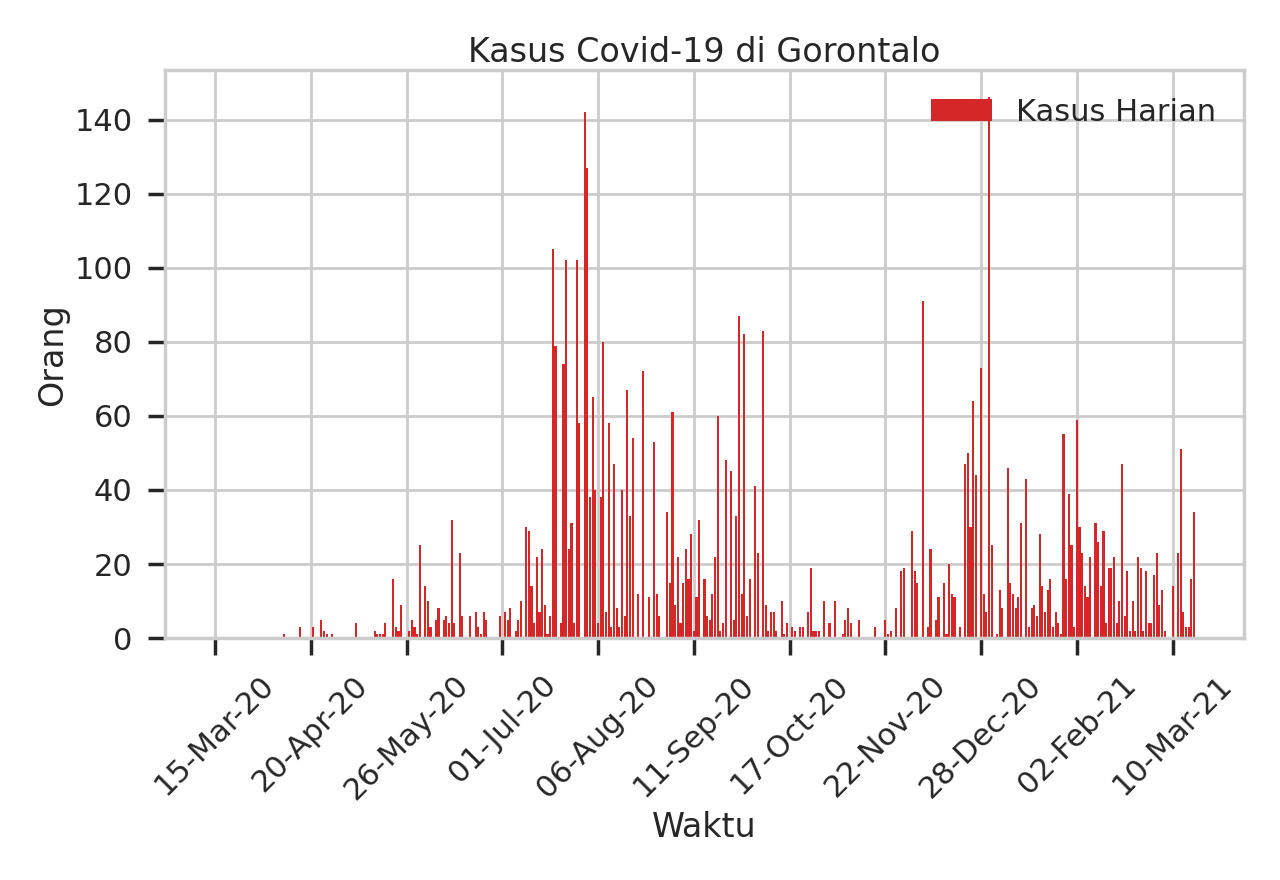 Kasus Covid-19 di Gorontalo
Kasus Harian
Orang
140
120
100
80
60
40
20
0
15-Mar-20
20-Apr-20
26-May-20
01-Jul-20
06-Aug-20
11-Sep-20
17-Oct-20
22-Nov-20
28-Dec-20
02-Feb-21
10-Mar-21
Waktu